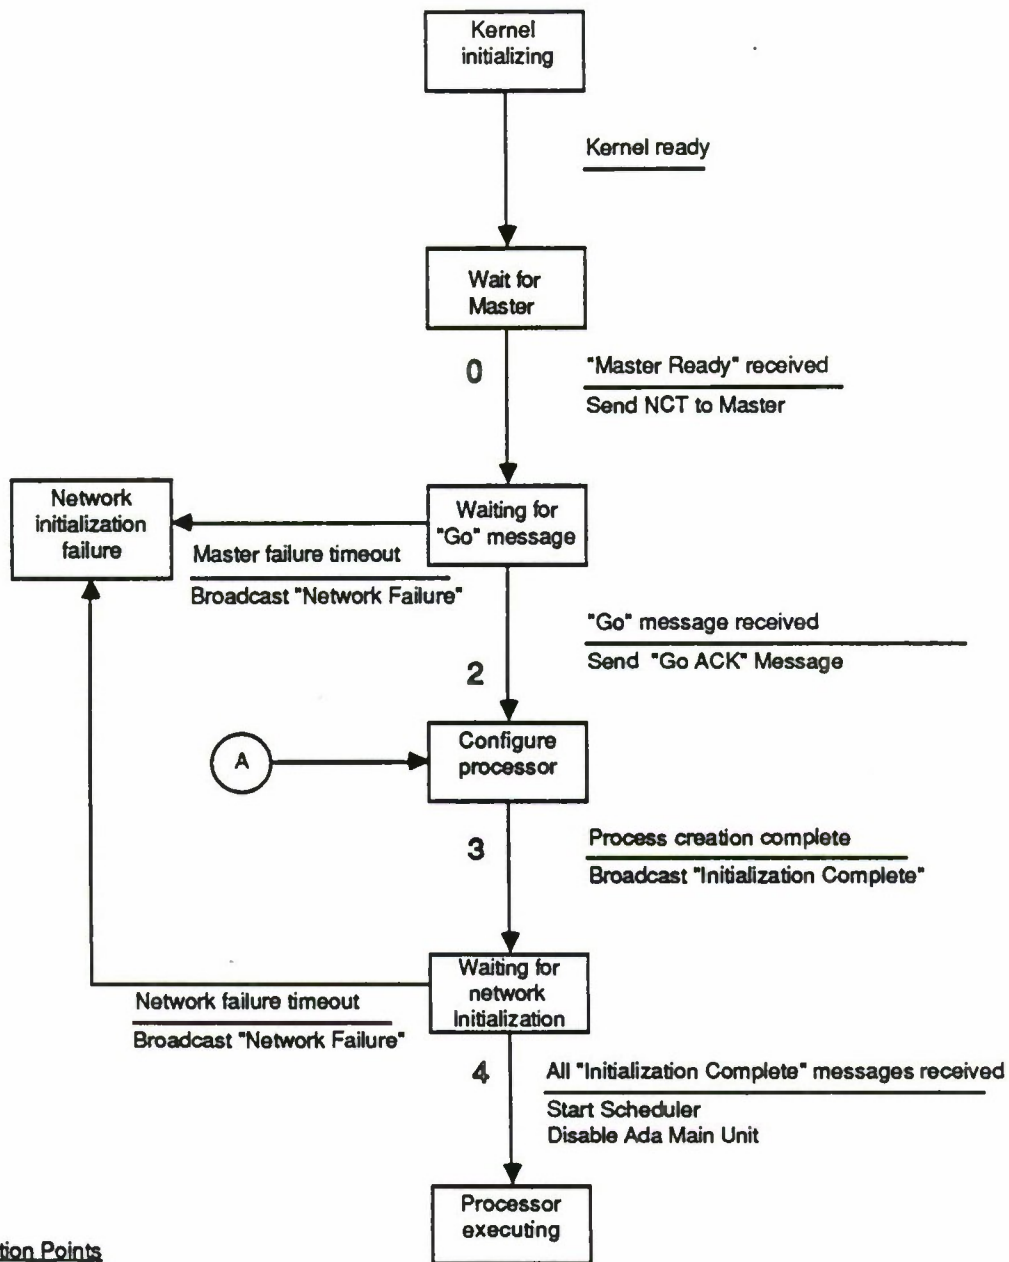 Kernel
initializing
Kernel ready
Wait for
Master
0
"Master Ready" received
Send NCT to Master
Network
initialization
failure
Waiting for
"Go" message
Master failure timeout
Broadcast "Network Failure"
"Go" message received
Send "Go ACK" Message
2
A
Configure
processor
3
Process creation complete
Broadcast "Initialization Complete"
Waiting for
network
Initialization
Network failure timeout
Broadcast "Network Failure"
4
All "Initialization Complete" messages received
Start Scheduler
Disable Ada Main Unit
Processor
executing
Points